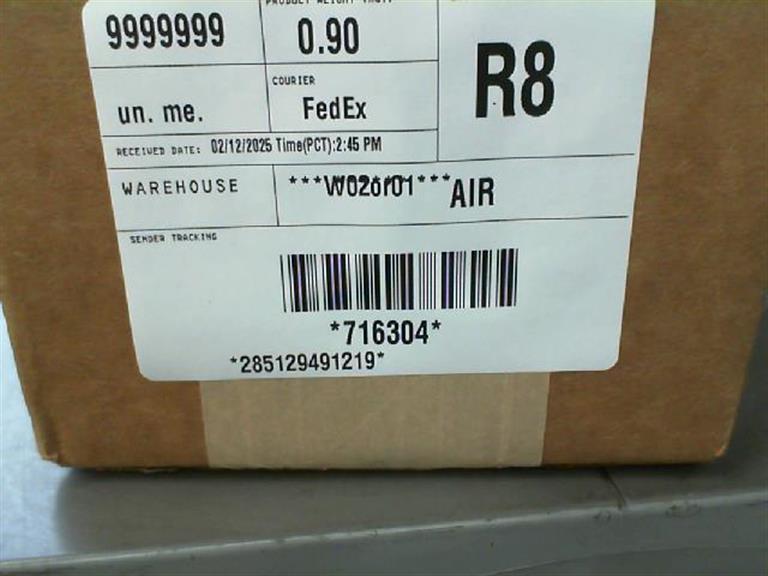 9999999
0.90
R8
COURIER
un. me.
FedEx
RECEIVED DATE: 02/12/2025 Time(PCT):2:45 PM
WAREHOUSE
AIR
SENDER TRACKING
*716304*
*285129491219*